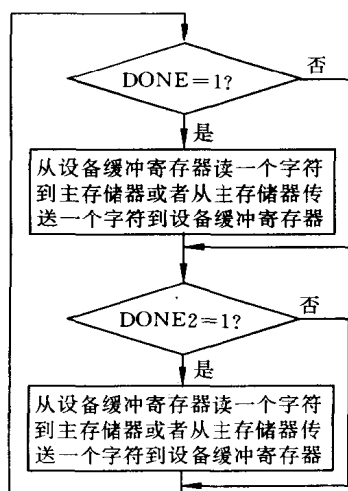 DONE=1?
否
是
从设备缓冲寄存器读一个字符
到主存储器或者从主存储器传
送一个字符到设备缓冲寄存器
DONE2=1?
否
是
从设备缓冲寄存器读一个字符
到主存储器或者从主存储器传
送一个字符到设备缓冲寄存器